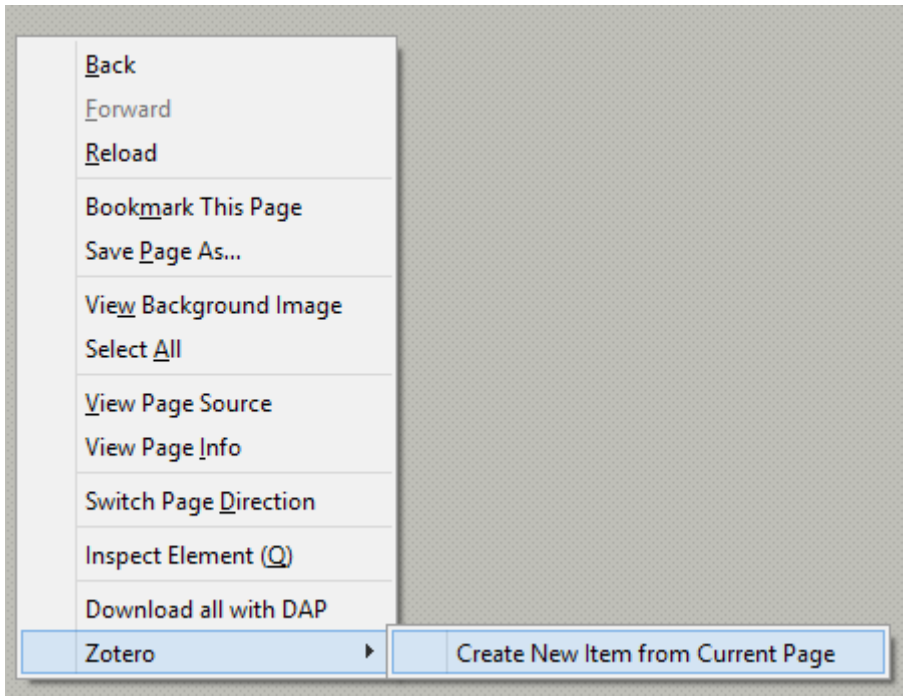 Back
Forward
Reload
Bookmark This Page
Save Page As...
View Background Image
Select All
View Page Source
View Page Info
Switch Page Direction
Inspect Element (Q)
Download all with DAP
Zotero
Create New Item from Current Page